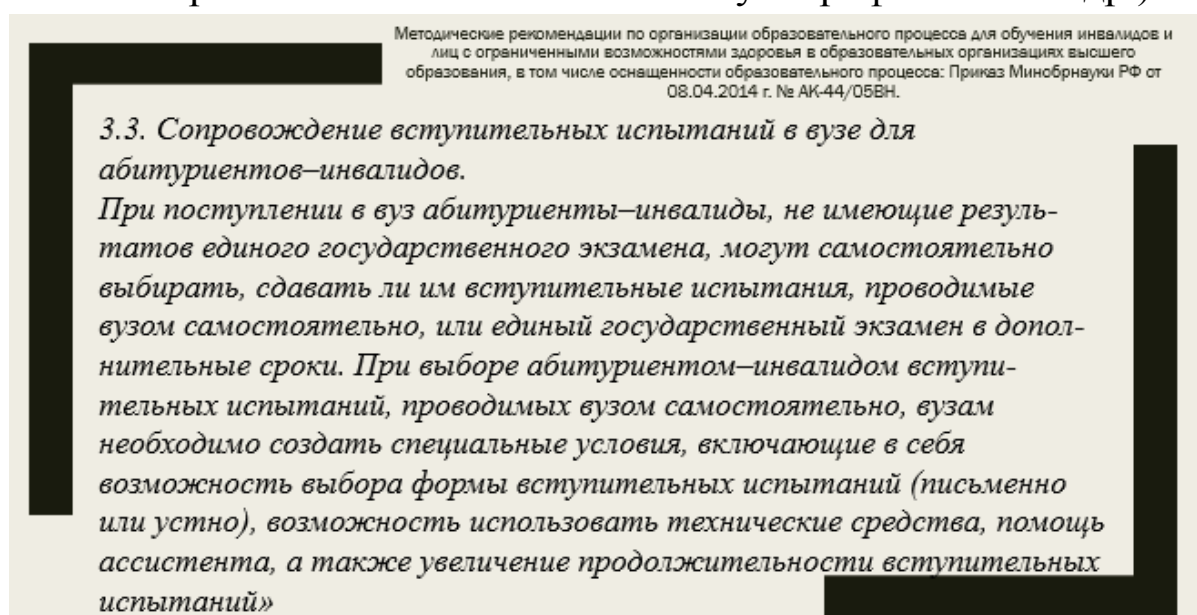 Методические рекомендации по организации образовательного процесса для обучения инвалидов и
лиц с ограниченными возможностями здоровья в образовательных организациях высшего
образования, в том числе оснащенности образовательного процесса: Приказ Минобрнауки РФ от
08.04.2014 г. № АК-44/05ВН.
3.3. Сопровождение вступительных испытаний в вузе для
абитуриентов–инвалидов.
При поступлении в вуз абитуриенты–инвалиды, не имеющие резуль-
татов единого государственного экзамена, могут самостоятельно
выбирать, сдавать ли им вступительные испытания, проводимые
вузом самостоятельно, или единый государственный экзамен в допол-
нительные сроки. При выборе абитуриентом–инвалидом вступи-
тельных испытаний, проводимых вузом самостоятельно, вузам
необходимо создать специальные условия, включающие в себя
возможность выбора формы вступительных испытаний (письменно
или устно), возможность использовать технические средства, помощь
ассистента, а также увеличение продолжительности вступительных
испытаний»